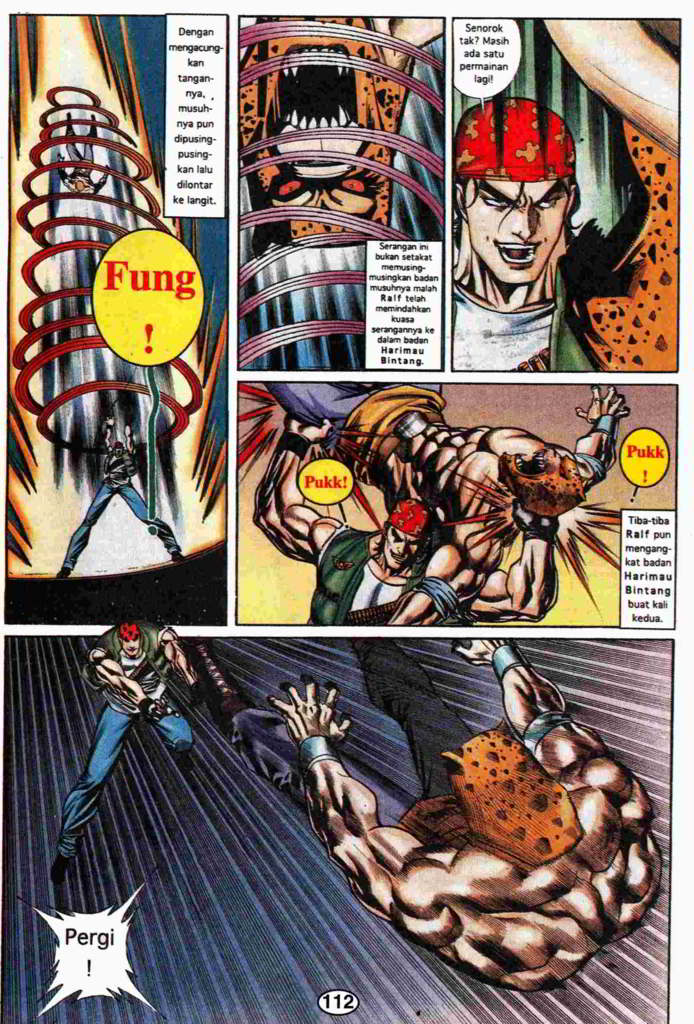 Dengan
mengacung-
kan
tangan-
nya,
musuh-
nya pun
dipusing-
pusing-
kan lalu
dilontar
ke langit.
Fung
!
Serangan ini
bukan setakat
memusing-
musingkan badan
musuhnya malah
Ralf telah
memindahkan
kuasa
serangannya ke
dalam badan
Harimau
Bintang.
Senorok
tak? Masih
ada satu
permainan
lagi!
Pukk!
Pukk
!
Tiba-tiba
Ralf pun
mengang-
kat badan
Harimau
Bintang
buat kali
kedua.
Pergi
!
112